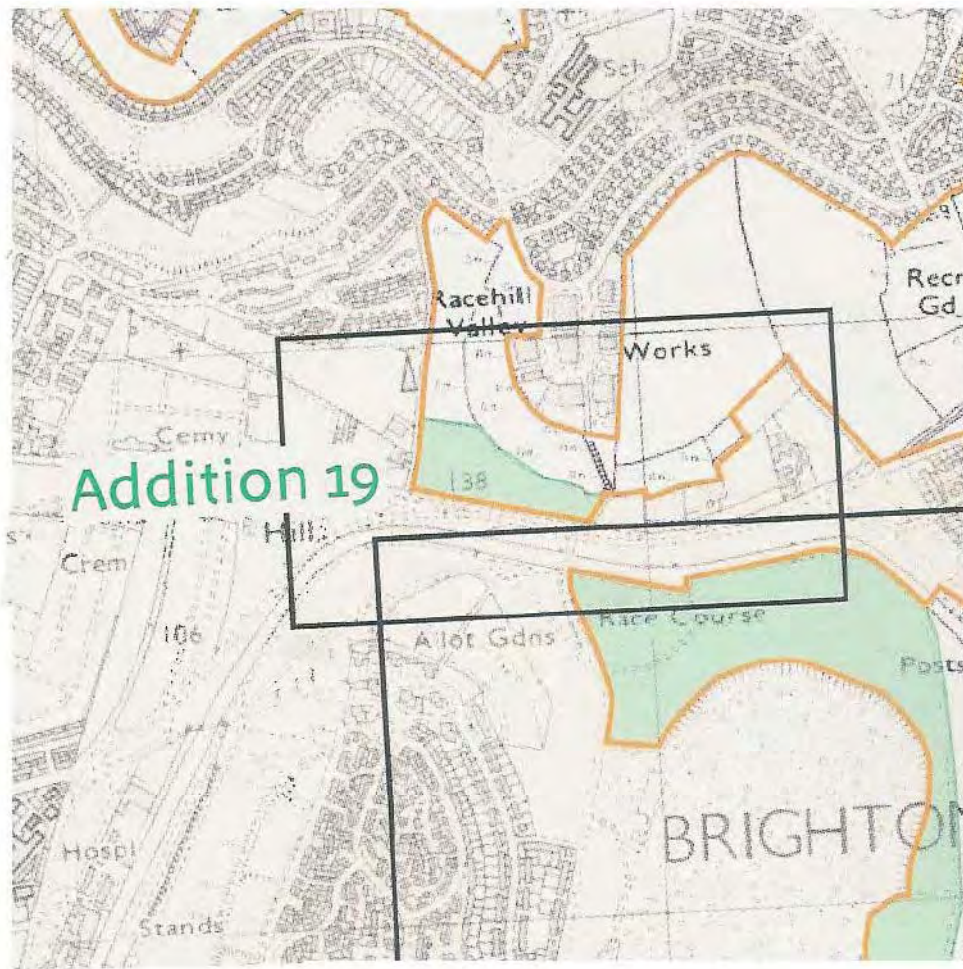 Sch
71
Recr
Gd
Racehill
Valley
Works
Cemy
Addition 19
138
Hill
Crem
106
Race Course
Allot Gdns
Posts
BRIGHTON
Hospl
Stands